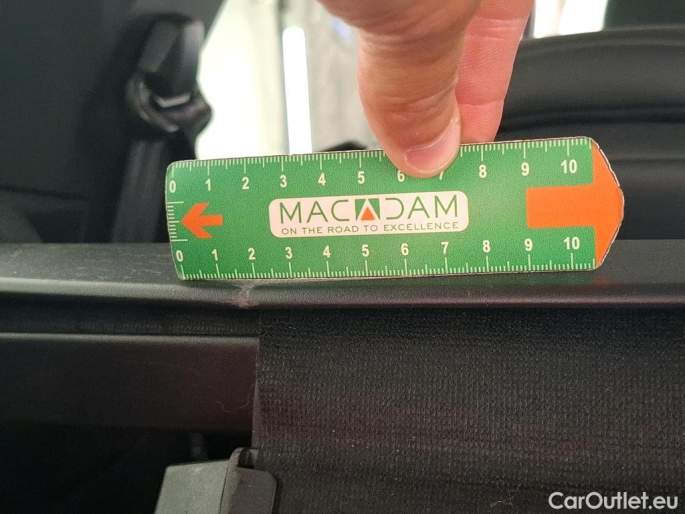 0 1 2 3 4 5 6 7 8 9 10
MACADAM
ON THE ROAD TO EXCELLENCE
0 1 2 3 4 5 6 7 8 9 10
CarOutlet.eu